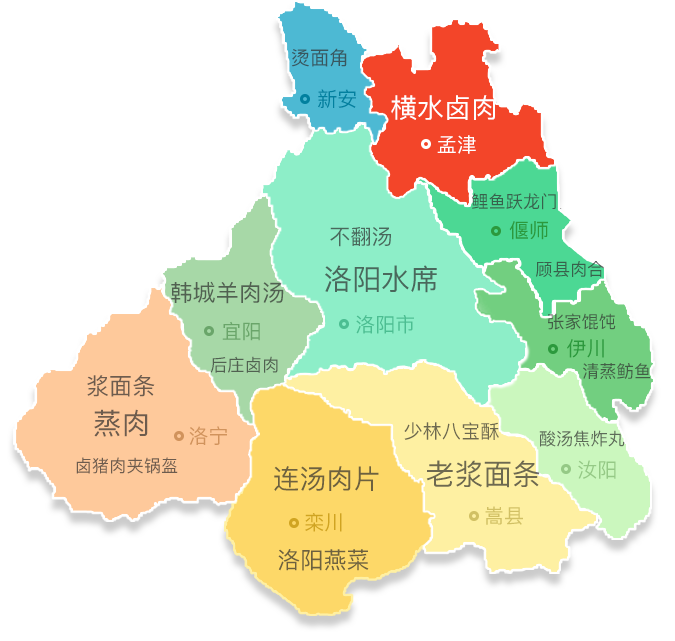 烫面角
新安
横水卤肉
孟津
鲤鱼跃龙门
偃师
不翻汤
顾县肉合
洛阳水席
韩城羊肉汤
洛阳市
张家馄饨
宜阳
伊川
后庄卤肉
清蒸鲂鱼
浆面条
蒸肉
洛宁
少林八宝酥
酸汤焦炸丸
卤猪肉夹锅盔
连汤肉片
老浆面条
汝阳
栾川
嵩县
洛阳燕菜